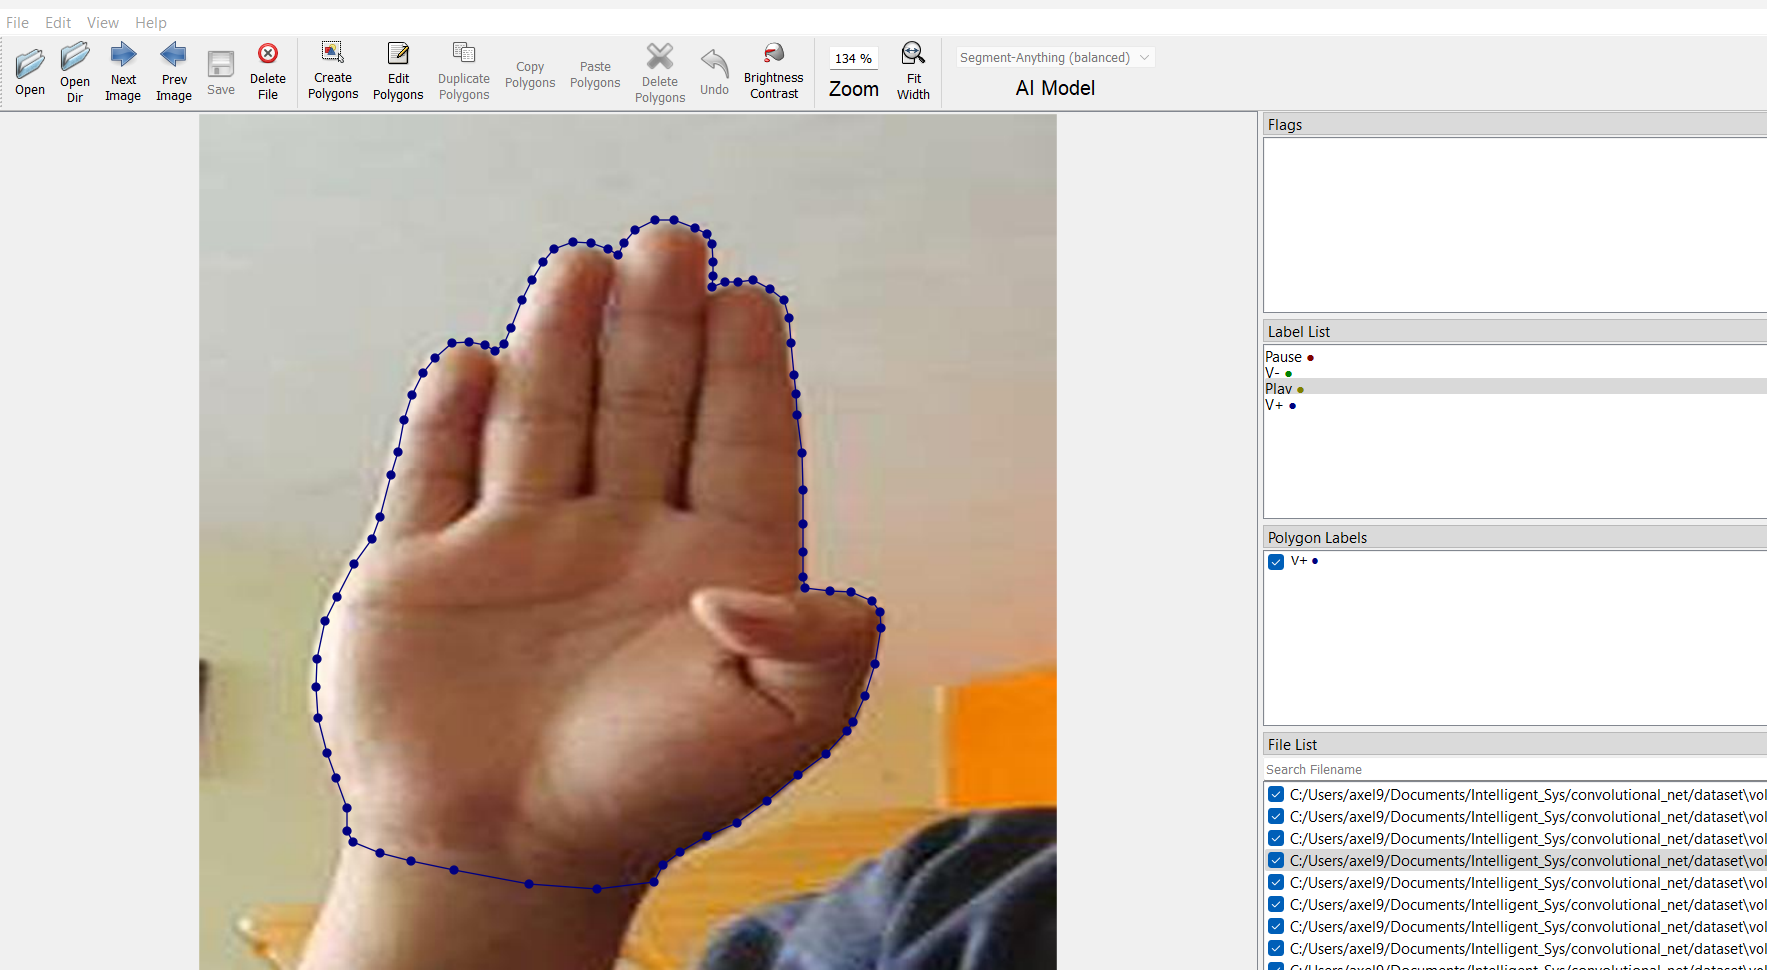 File Edit View Help
Open
Open Dir
Next Image
Prev Image
Save
Delete File
Create Polygons
Edit Polygons
Duplicate Polygons
Copy Polygons
Paste Polygons
Delete Polygons
Undo
Brightness Contrast
134 %
Zoom
Fit Width
Segment-Anything (balanced)
AI Model
Flags
Label List
Pause
V-
Play
V+
Polygon Labels
V+
File List
Search Filename
C:/Users/axel9/Documents/Intelligent_Sys/convolutional_net/dataset\vol
C:/Users/axel9/Documents/Intelligent_Sys/convolutional_net/dataset\vol
C:/Users/axel9/Documents/Intelligent_Sys/convolutional_net/dataset\vol
C:/Users/axel9/Documents/Intelligent_Sys/convolutional_net/dataset\vol
C:/Users/axel9/Documents/Intelligent_Sys/convolutional_net/dataset\vol
C:/Users/axel9/Documents/Intelligent_Sys/convolutional_net/dataset\vol
C:/Users/axel9/Documents/Intelligent_Sys/convolutional_net/dataset\vol
C:/Users/axel9/Documents/Intelligent_Sys/convolutional_net/dataset\vol